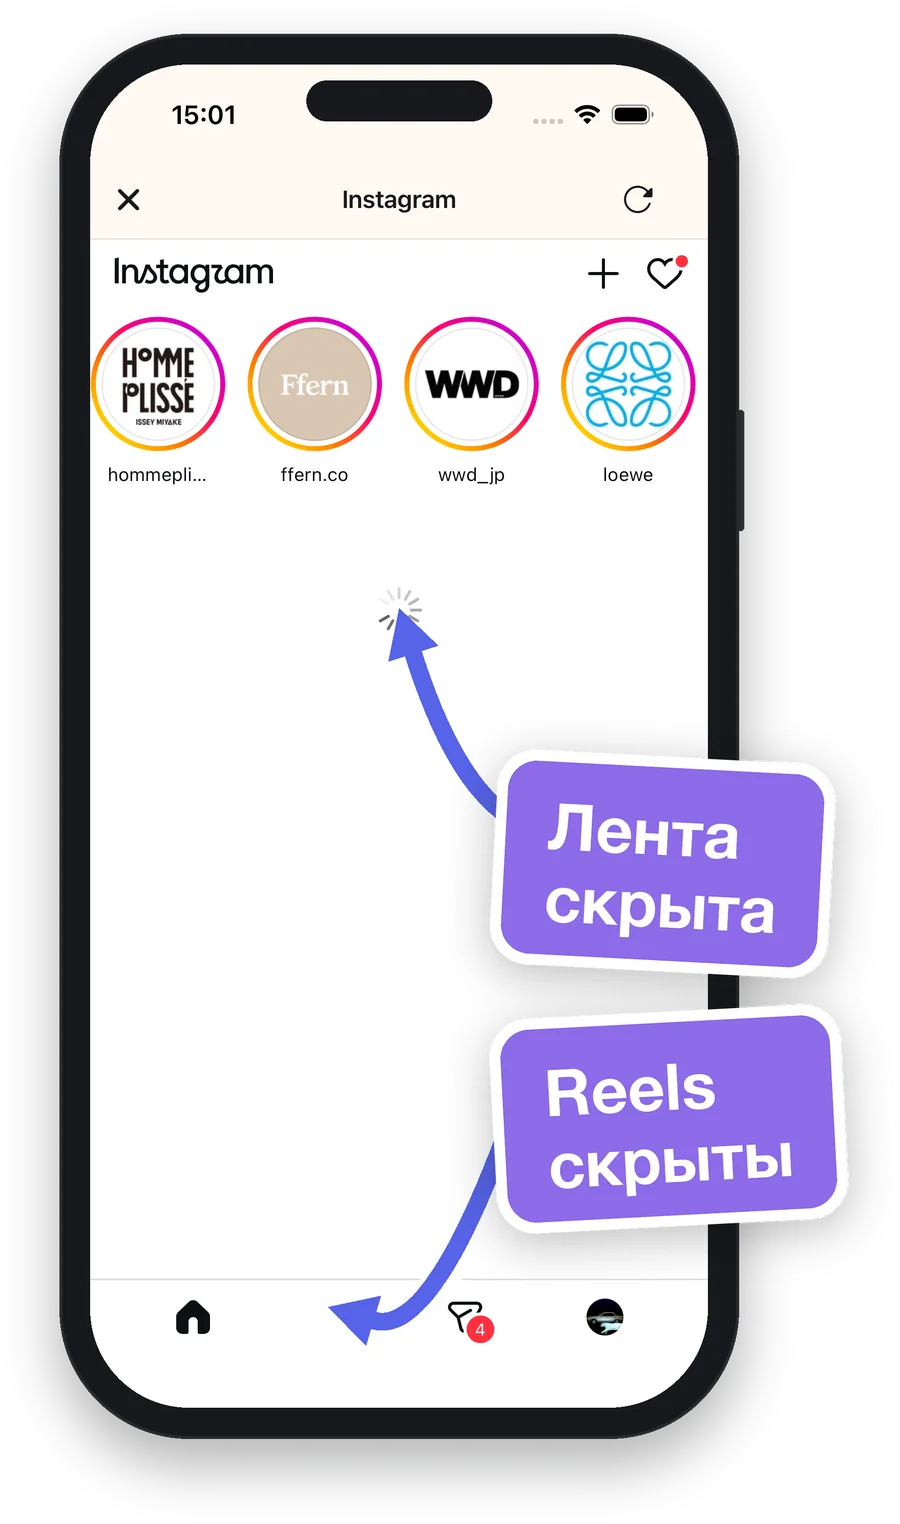 15:01
Instagram
Instagram
HOMME
PLISSÉ
ISSEY MIYAKE
Ffern
WWD
hommepli...
ffern.co
wwd_jp
loewe
Лента
скрыта
Reels
скрыты
4